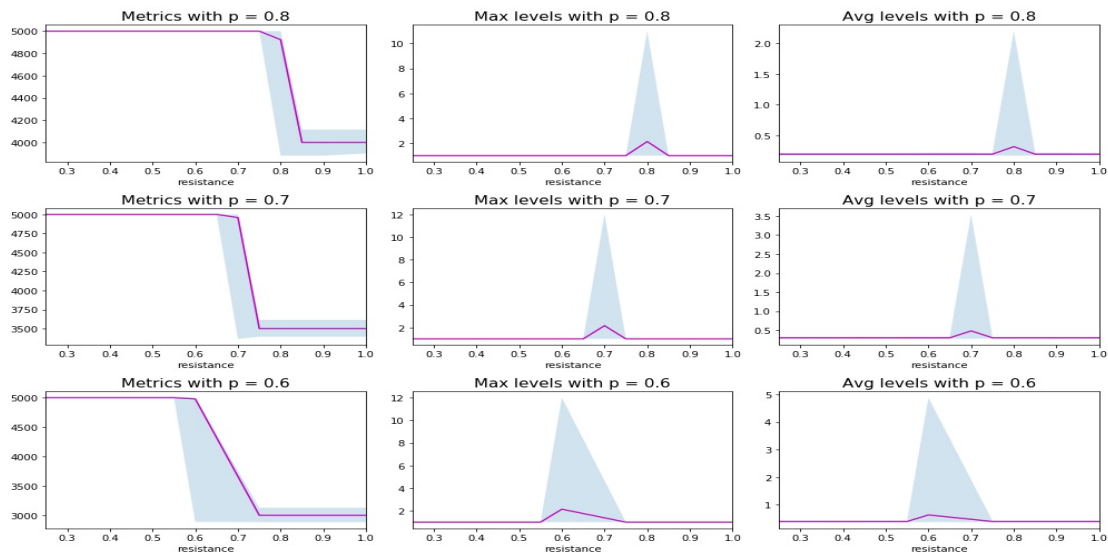 Metrics with p = 0.8
5000
4800
4600
4400
4200
4000
0.3 0.4 0.5 0.6 0.7 0.8 0.9 1.0
resistance
Max levels with p = 0.8
10
8
6
4
2
0.3 0.4 0.5 0.6 0.7 0.8 0.9 1.0
resistance
Avg levels with p = 0.8
2.0
1.5
1.0
0.5
0.3 0.4 0.5 0.6 0.7 0.8 0.9 1.0
resistance
Metrics with p = 0.7
5000
4750
4500
4250
4000
3750
3500
0.3 0.4 0.5 0.6 0.7 0.8 0.9 1.0
resistance
Max levels with p = 0.7
12
10
8
6
4
2
0.3 0.4 0.5 0.6 0.7 0.8 0.9 1.0
resistance
Avg levels with p = 0.7
3.5
3.0
2.5
2.0
1.5
1.0
0.5
0.3 0.4 0.5 0.6 0.7 0.8 0.9 1.0
resistance
Metrics with p = 0.6
5000
4500
4000
3500
3000
0.3 0.4 0.5 0.6 0.7 0.8 0.9 1.0
resistance
Max levels with p = 0.6
12
10
8
6
4
2
0.3 0.4 0.5 0.6 0.7 0.8 0.9 1.0
resistance
Avg levels with p = 0.6
5
4
3
2
1
0.3 0.4 0.5 0.6 0.7 0.8 0.9 1.0
resistance